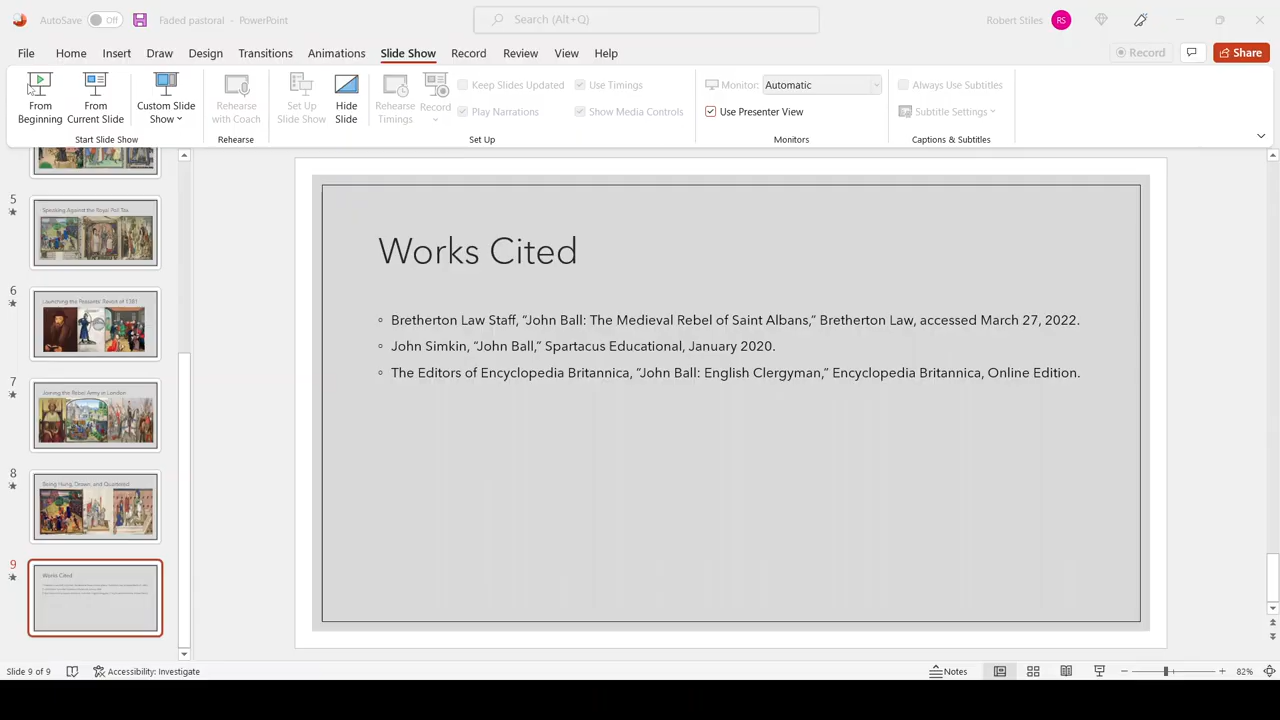 AutoSave Off Faded pastoral - PowerPoint Search (Alt+Q) Robert Stiles RS
File Home Insert Draw Design Transitions Animations Slide Show Record Review View Help Record Share
From Beginning
From Current Slide
Custom Slide Show
Start Slide Show
Rehearse with Coach
Rehearse
Set Up Slide Show
Hide Slide
Rehearse Timings
Record
Keep Slides Updated
Play Narrations
Use Timings
Show Media Controls
Set Up
Monitor: Automatic
Use Presenter View
Monitors
Always Use Subtitles
Subtitle Settings
Captions & Subtitles
5
Speaking Against the Royal Poll Tax
6
Launching the Peasants' Revolt of 1381
7
Joining the Rebel Army in London
8
Being Hung, Drawn, and Quartered
9
Works Cited
Works Cited
Bretherton Law Staff, “John Ball: The Medieval Rebel of Saint Albans,” Bretherton Law, accessed March 27, 2022.
John Simkin, “John Ball,” Spartacus Educational, January 2020.
The Editors of Encyclopedia Britannica, “John Ball: English Clergyman,” Encyclopedia Britannica, Online Edition.
Slide 9 of 9 Accessibility: Investigate Notes 82%